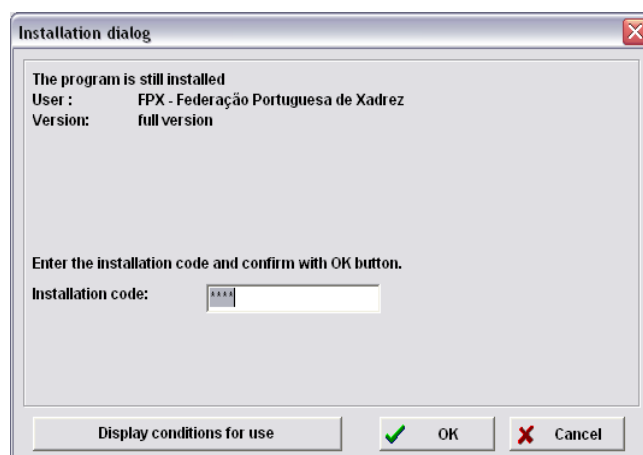 Installation dialog
The program is still installed
User : FPX - Federação Portuguesa de Xadrez
Version: full version
Enter the installation code and confirm with OK button.
Installation code: ****
Display conditions for use OK Cancel